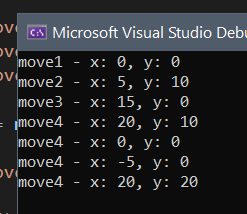 Microsoft Visual Studio Debu
move1 - x: 0, y: 0
move2 - x: 5, y: 10
move3 - x: 15, y: 0
move4 - x: 20, y: 10
move4 - x: 0, y: 0
move4 - x: -5, y: 0
move4 - x: 20, y: 20